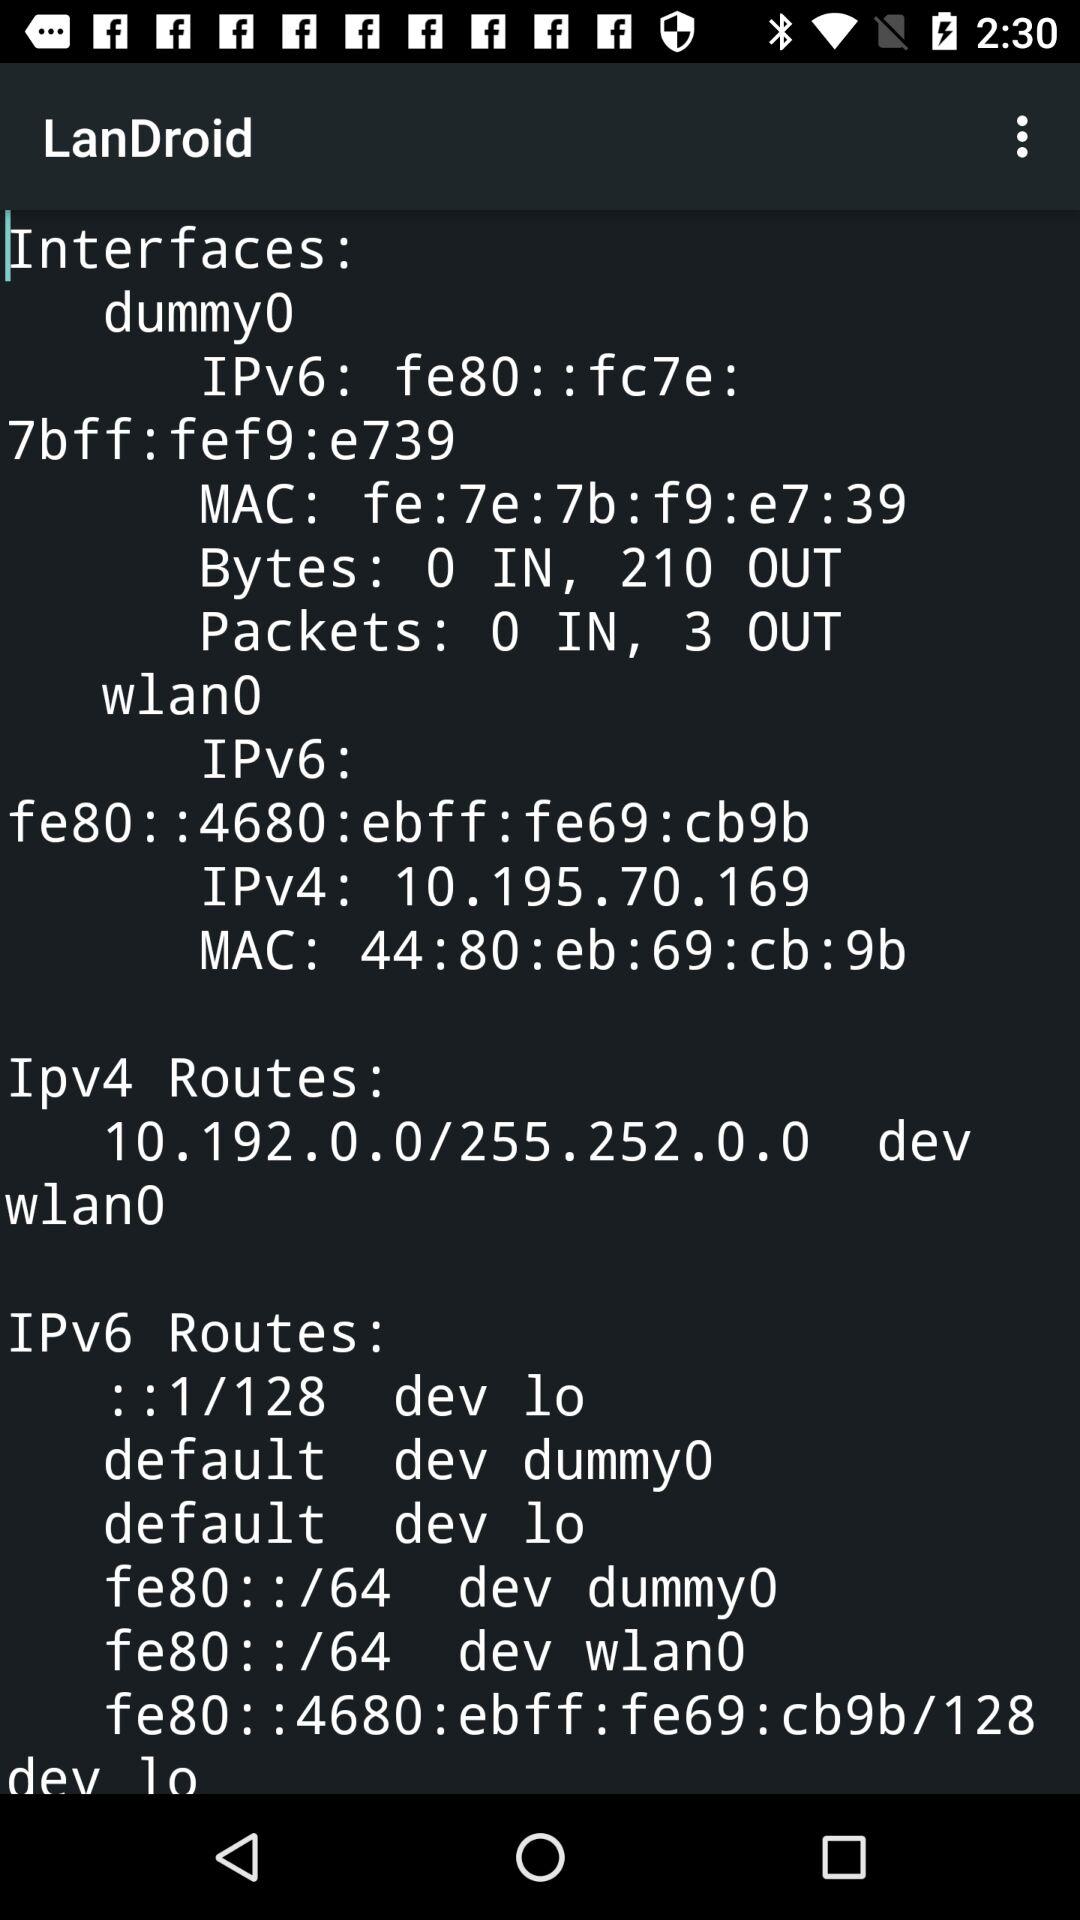 2:30
LanDroid
Interfaces:
dummy0
IPv6: fe80::fc7e:
7bff:fef9:e739
MAC: fe:7e:7b:f9:e7:39
Bytes: 0 IN, 210 OUT
Packets: 0 IN, 3 OUT
wlan0
IPv6:
fe80::4680:ebff:fe69:cb9b
IPv4: 10.195.70.169
MAC: 44:80:eb:69:cb:9b
Ipv4 Routes:
10.192.0.0/255.252.0.0  dev
wlan0
IPv6 Routes:
::1/128  dev lo
default  dev dummy0
default  dev lo
fe80::/64  dev dummy0
fe80::/64  dev wlan0
fe80::4680:ebff:fe69:cb9b/128
dev lo